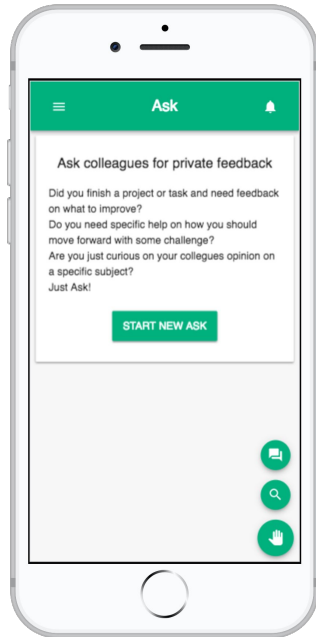 Ask
Ask colleagues for private feedback
Did you finish a project or task and need feedback
on what to improve?
Do you need specific help on how you should
move forward with some challenge?
Are you just curious on your collegues opinion on
a specific subject?
Just Ask!
START NEW ASK